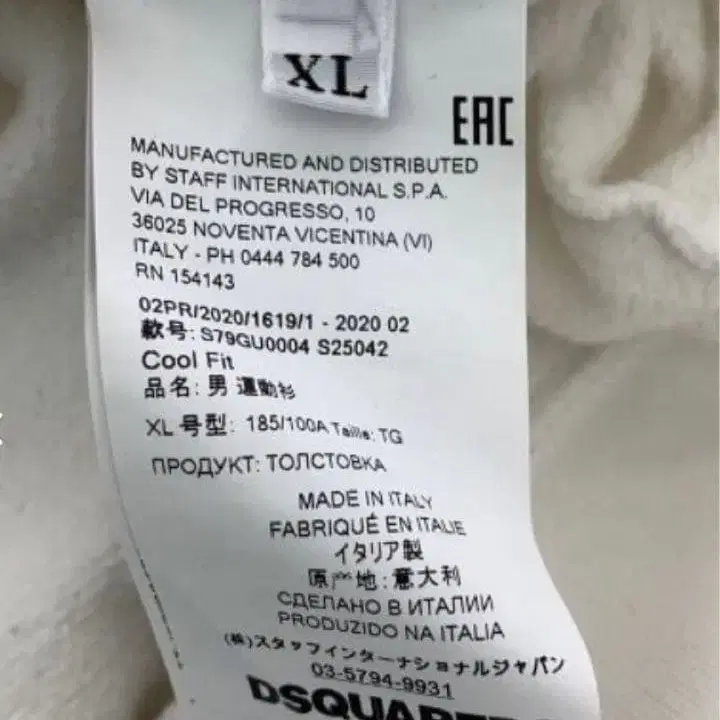 XL
EAC
MANUFACTURED AND DISTRIBUTED
BY STAFF INTERNATIONAL S.P.A.
VIA DEL PROGRESSO, 10
36025 NOVENTA VICENTINA (VI)
ITALY - PH 0444 784 500
RN 154143
02PR/2020/1619/1 - 2020 02
款号: S79GU0004 S25042
Cool Fit
品名: 男 運動衫
XL 号型: 185/100A Taille: TG
ПРОДУКТ: ТОЛСТОВКА
MADE IN ITALY
FABRIQUÉ EN ITALIE
イタリア製
原产地: 意大利
СДЕЛАНО В ИТАЛИИ
PRODUZIDO NA ITALIA
(株)スタッフインターナショナルジャパン
03-5794-9931